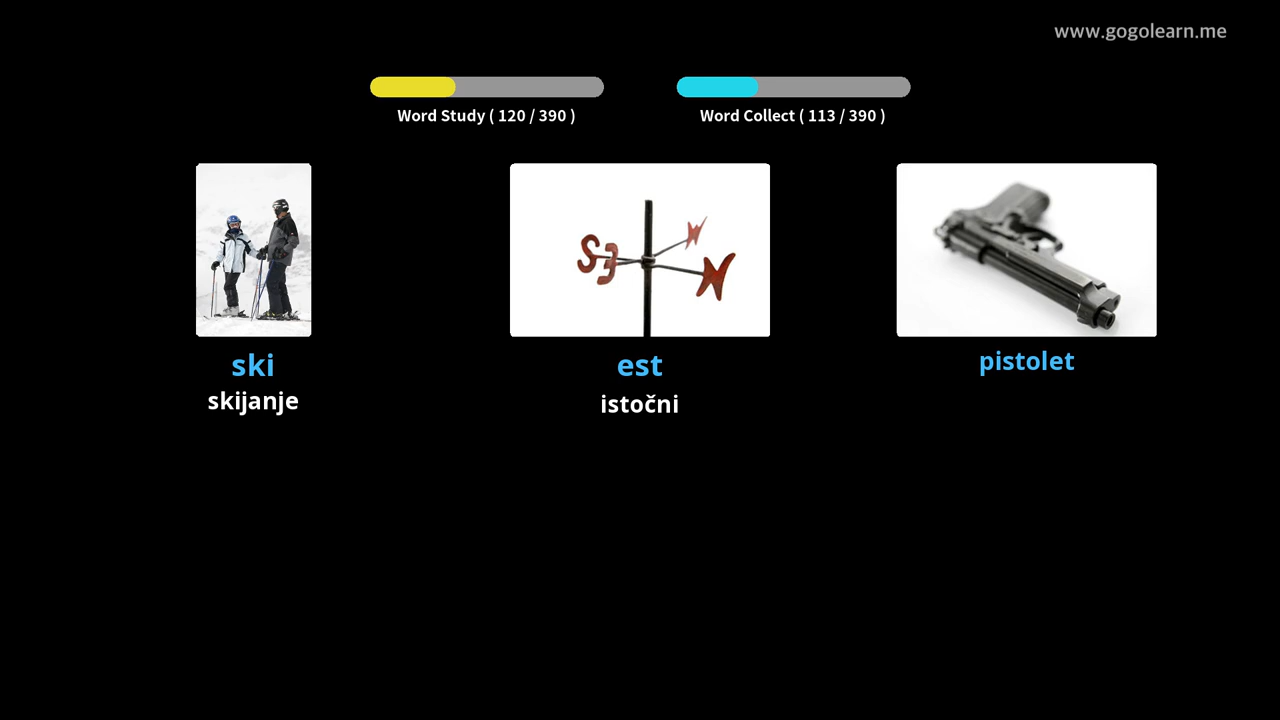 www.gogolearn.me
Word Study ( 120 / 390 )
Word Collect ( 113 / 390 )
S
E
N
W
ski
est
pistolet
skijanje
istočni